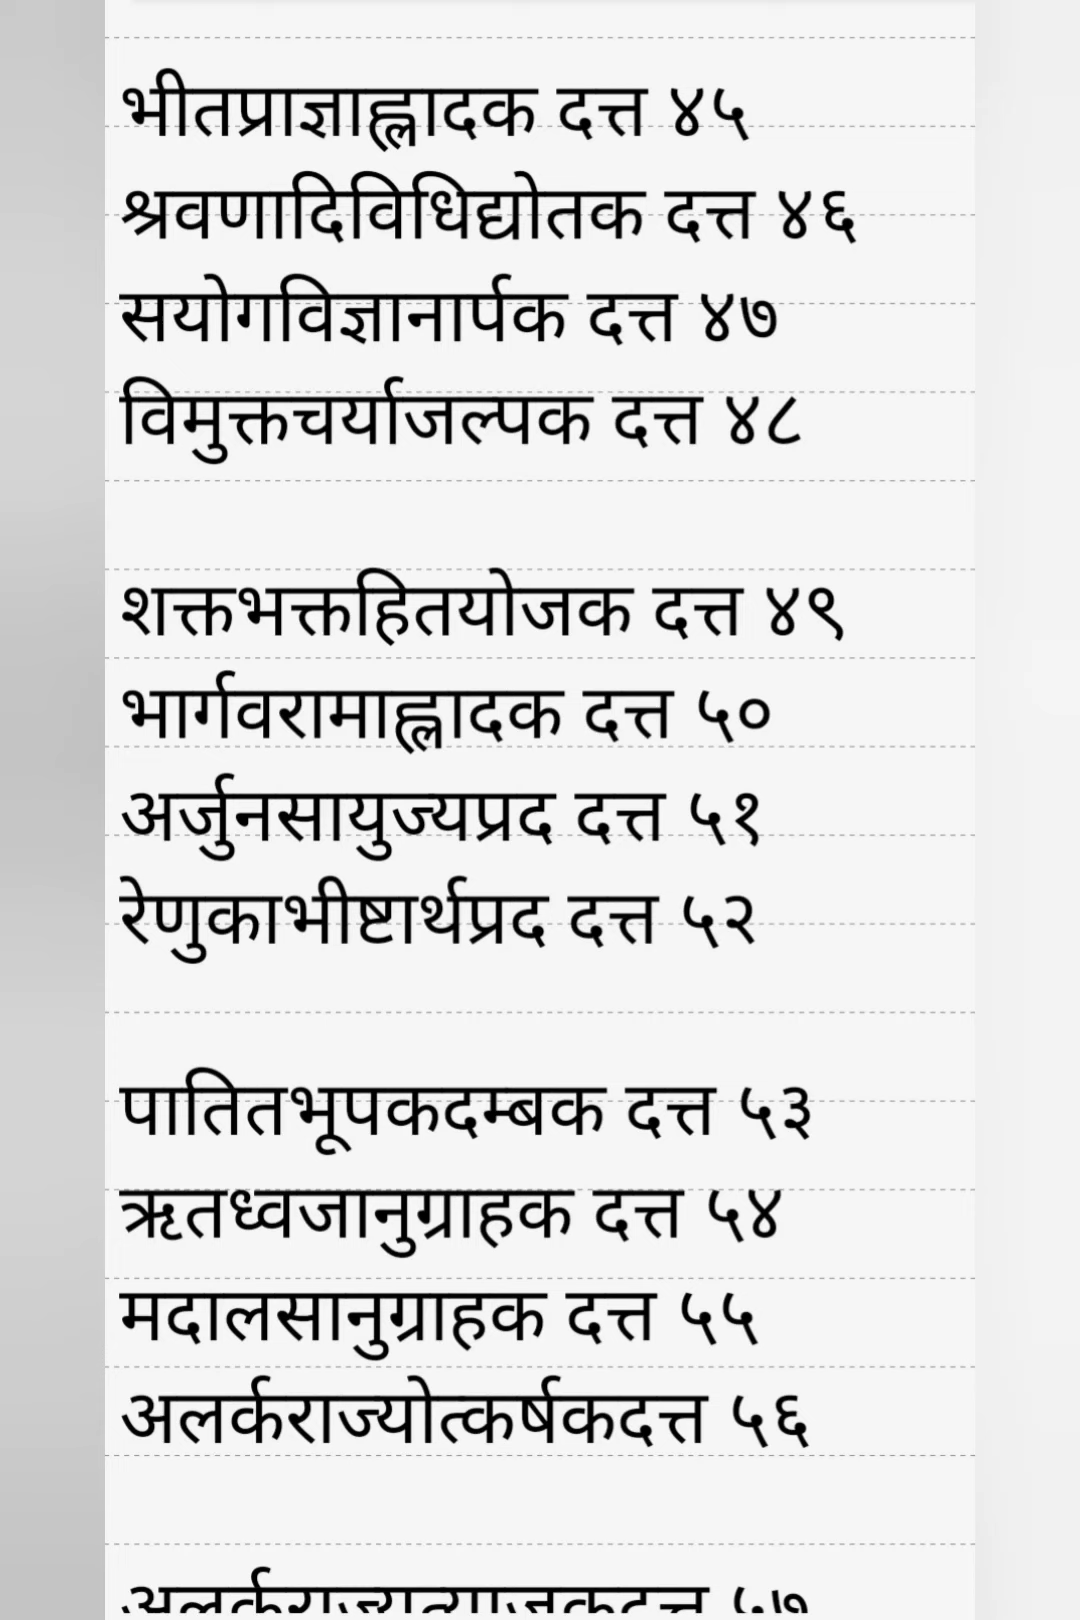 भीतप्राज्ञाह्लादक दत्त ४५
श्रवणादिविधिद्योतक दत्त ४६
सयोगविज्ञानार्पक दत्त ४७
विमुक्तचर्याजल्पक दत्त ४८
शक्तभक्तहितयोजक दत्त ४९
भार्गवरामाह्लादक दत्त ५०
अर्जुनसायुज्यप्रद दत्त ५१
रेणुकाभीष्टार्थप्रद दत्त ५२
पातितभूपकदम्बक दत्त ५३
ऋतध्वजानुग्राहक दत्त ५४
मदालसानुग्राहक दत्त ५५
अलर्कराज्योत्कर्षकदत्त ५६